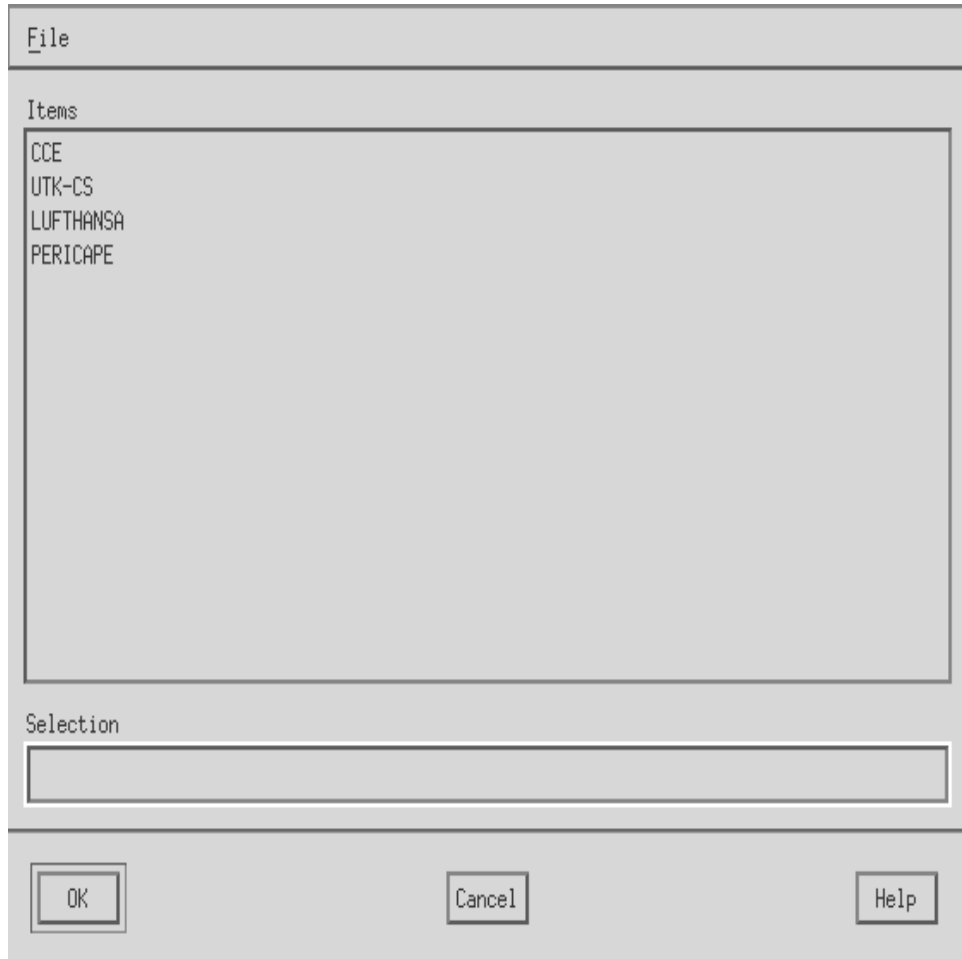 File
Items
CCE
UTK-CS
LUFTHANSA
PERICAPE
Selection
OK Cancel Help